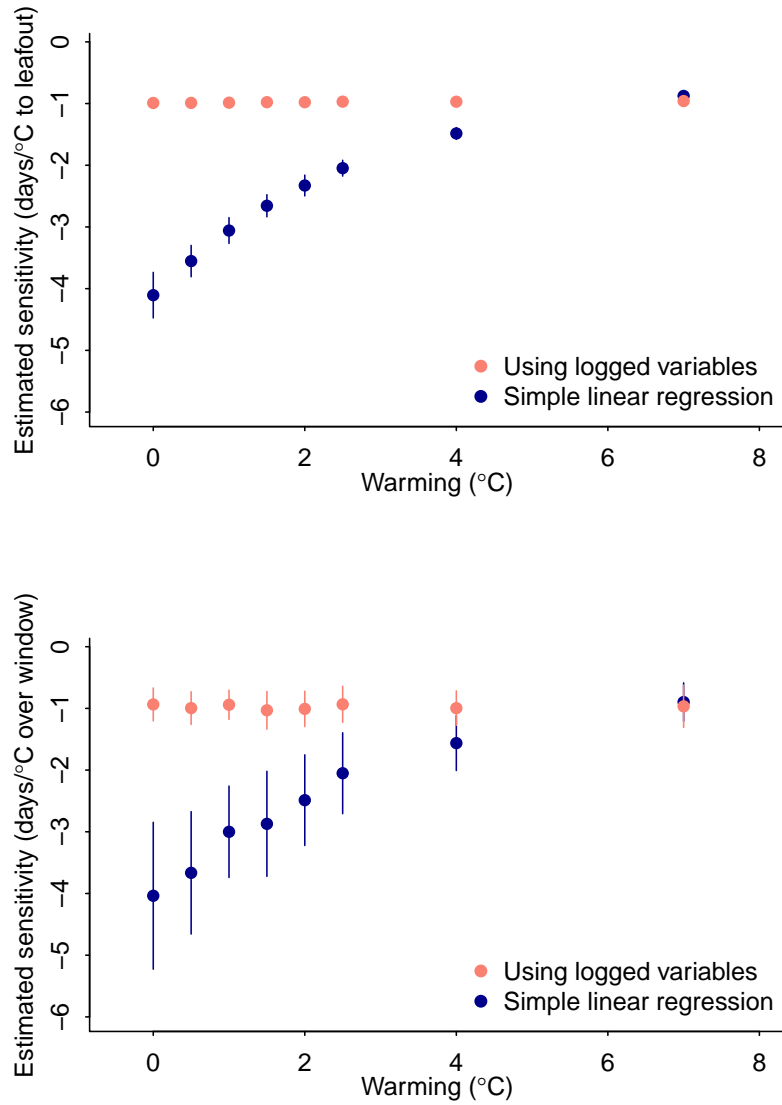 Estimated sensitivity (days/°C to leafout)
0
−1
−2
−3
−4
−5
−6
Using logged variables
Simple linear regression
0 2 4 6 8
Warming (°C)
Estimated sensitivity (days/°C over window)
0
−1
−2
−3
−4
−5
−6
Using logged variables
Simple linear regression
0 2 4 6 8
Warming (°C)